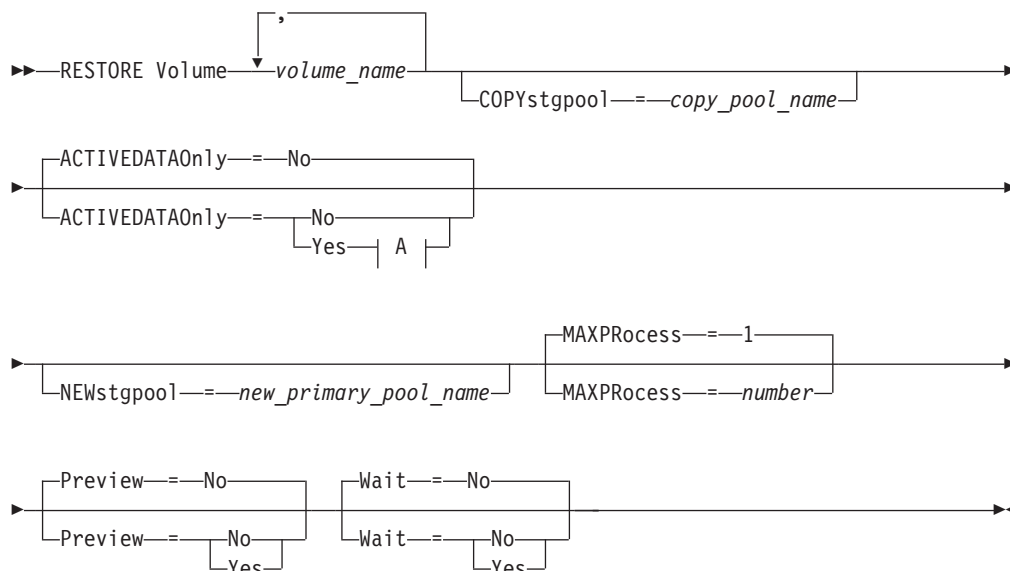 ,
RESTORE Volume volume_name
COPYstgpool = copy_pool_name
ACTIVEDATAOnly = No
ACTIVEDATAOnly = No
Yes A
MAXPRocess = 1
NEWstgpool = new_primary_pool_name MAXPRocess = number
Preview = No Wait = No
Preview = No Wait = No
Yes Yes